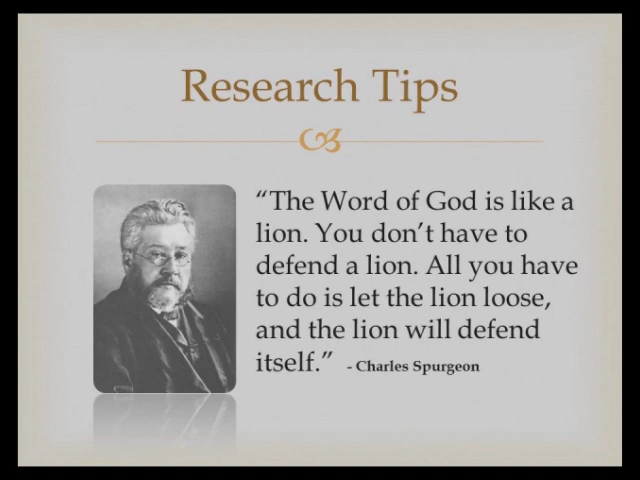 Research Tips
“The Word of God is like a
lion. You don’t have to
defend a lion. All you have
to do is let the lion loose,
and the lion will defend
itself.” - Charles Spurgeon